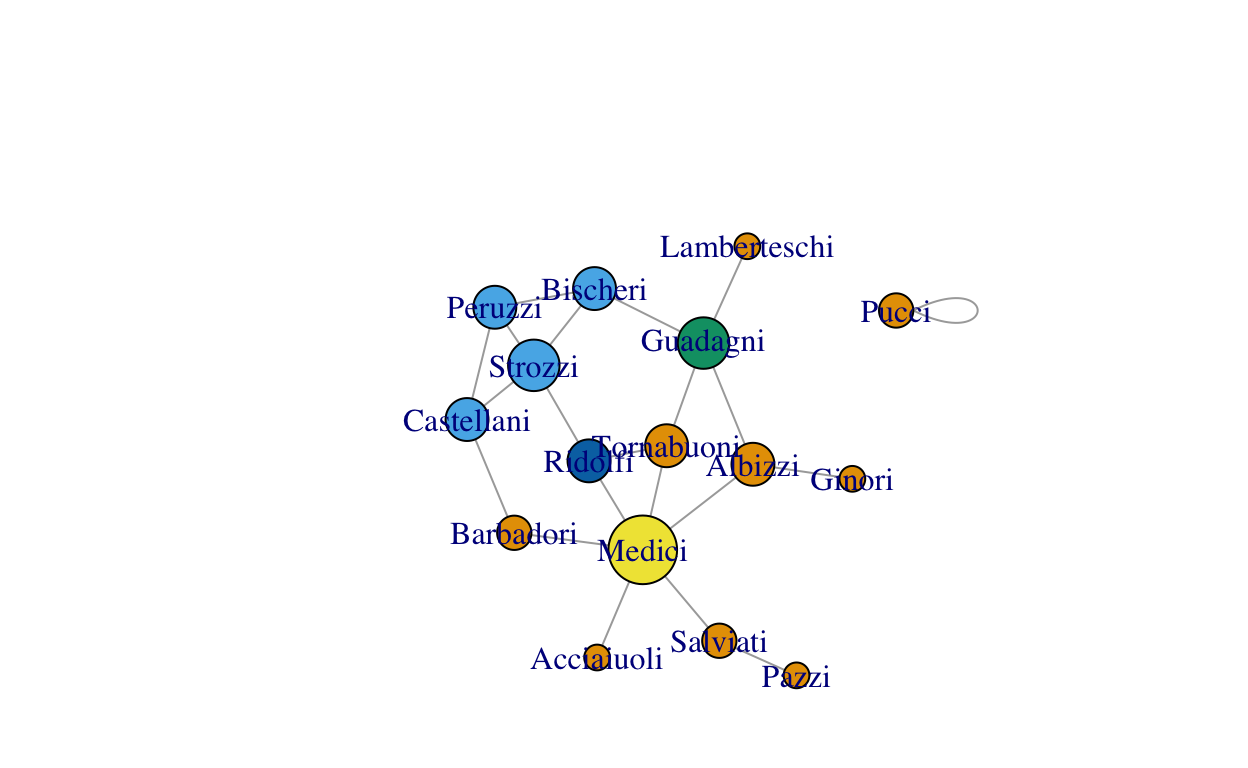 Lamberteschi
Bischeri
Peruzzi
Pucci
Guadagni
Strozzi
Castellani
Tornabuoni
Ridolfi
Albizzi
Ginori
Barbadori
Medici
Salviati
Acciaiuoli
Pazzi